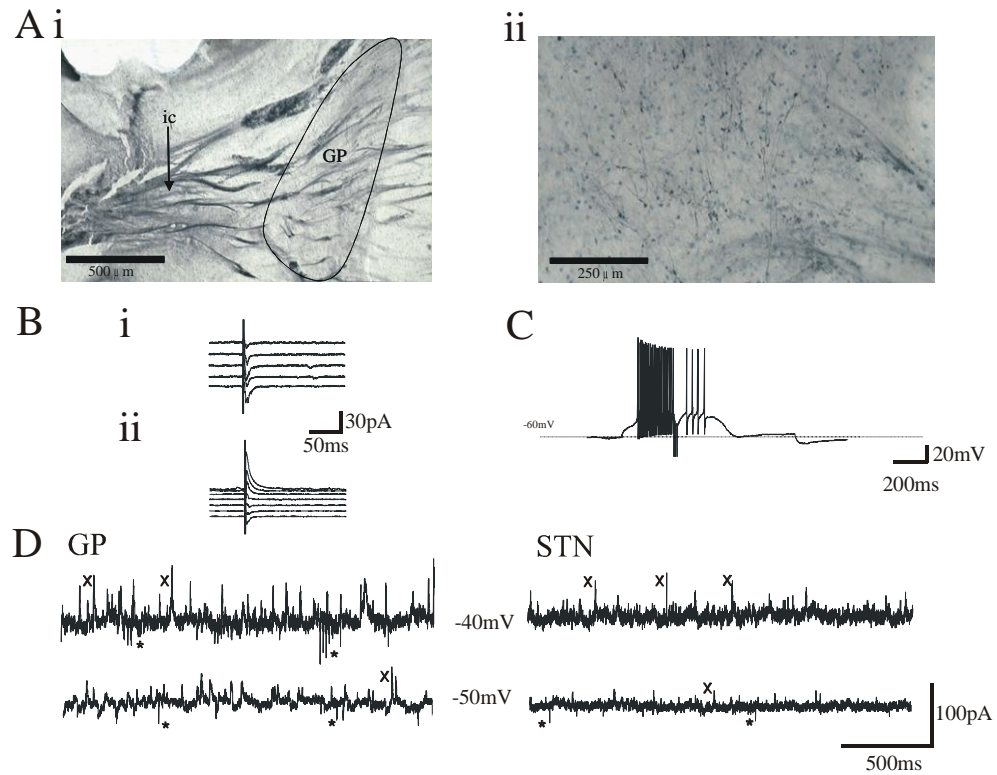 A i
ii
ic
GP
500 µ m
250 µ m
B i
30pA
50ms
ii
C
-60mV
20mV
200ms
D GP
STN
x x
x x x
-40mV
* *
x
x
-50mV
* *
* *
100pA
500ms